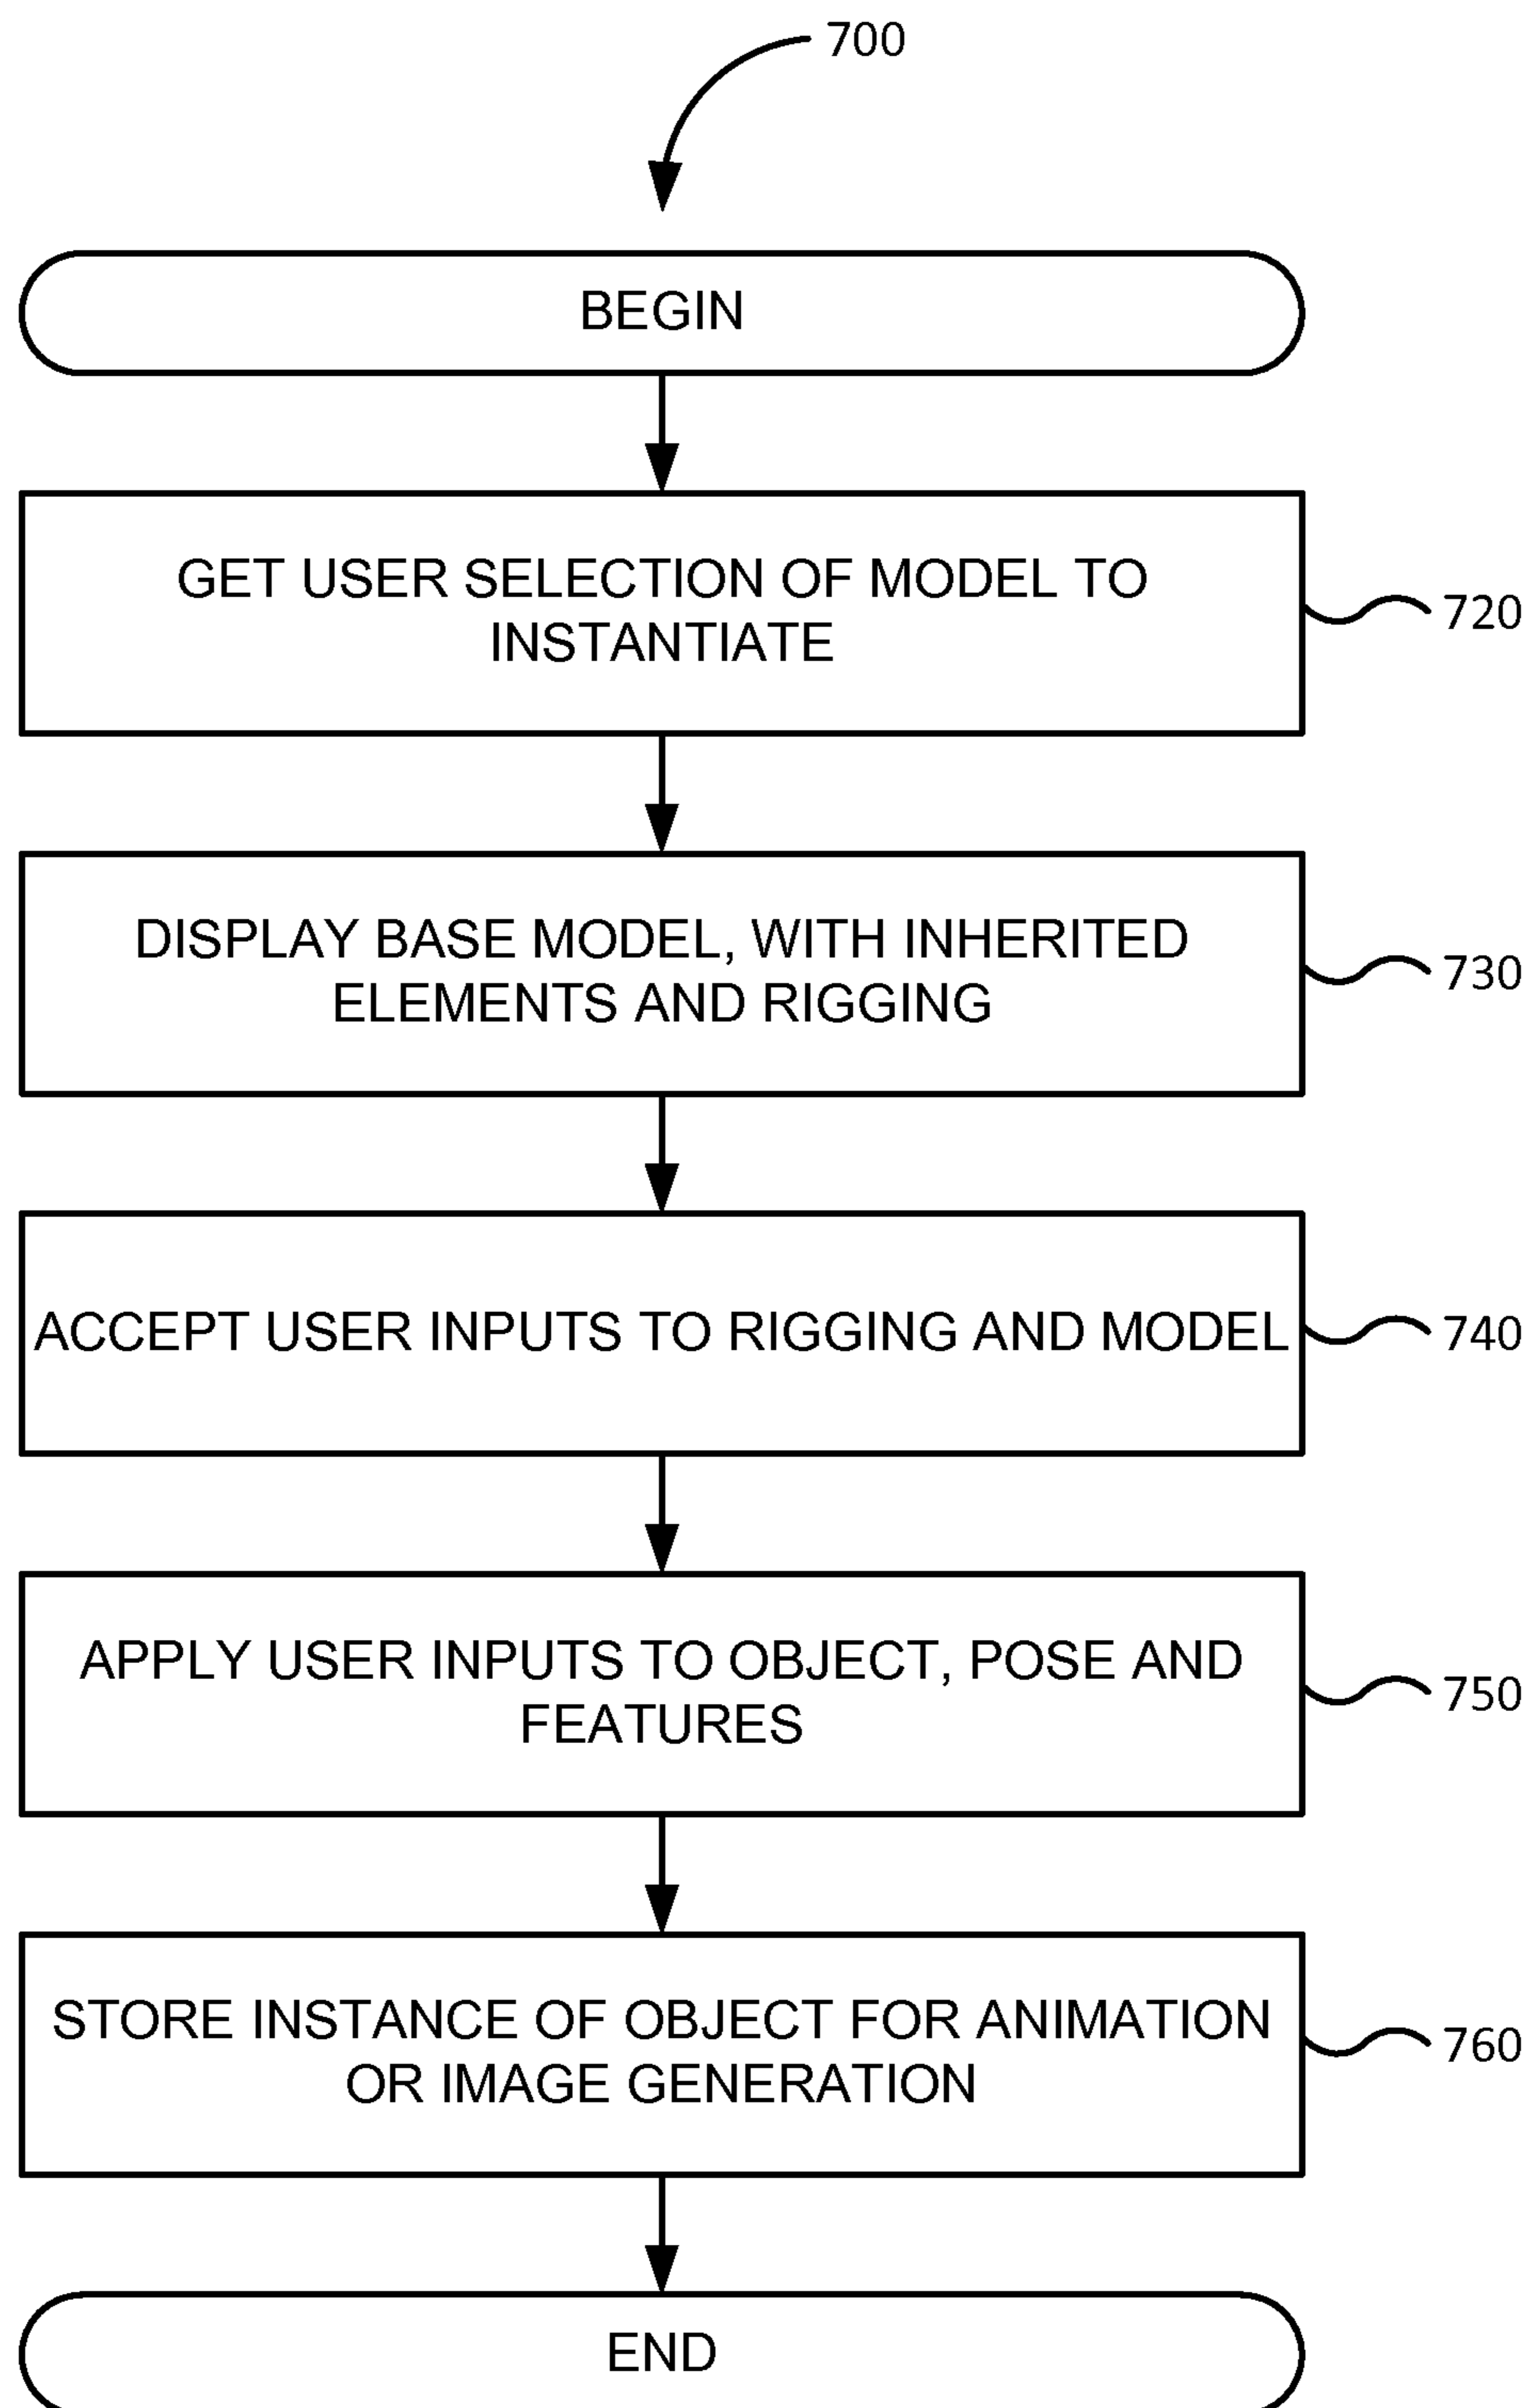 700
BEGIN
GET USER SELECTION OF MODEL TO
INSTANTIATE
720
DISPLAY BASE MODEL, WITH INHERITED
ELEMENTS AND RIGGING
730
ACCEPT USER INPUTS TO RIGGING AND MODEL
740
APPLY USER INPUTS TO OBJECT, POSE AND
FEATURES
750
STORE INSTANCE OF OBJECT FOR ANIMATION
OR IMAGE GENERATION
760
END